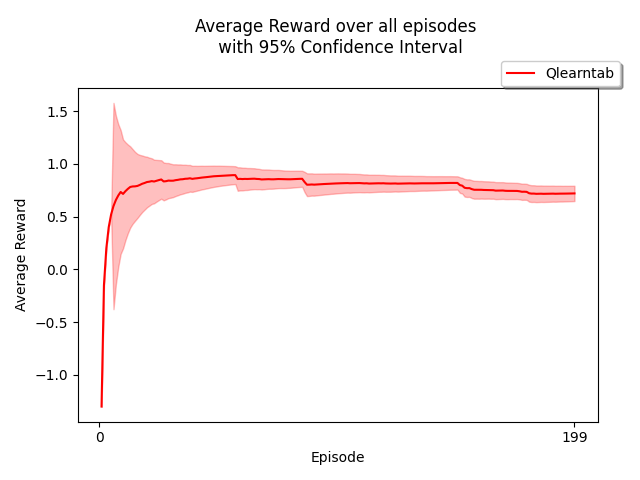 Average Reward over all episodes
with 95% Confidence Interval
Qlearntab
1.5
1.0
0.5
0.0
−0.5
−1.0
Average Reward
0
199
Episode